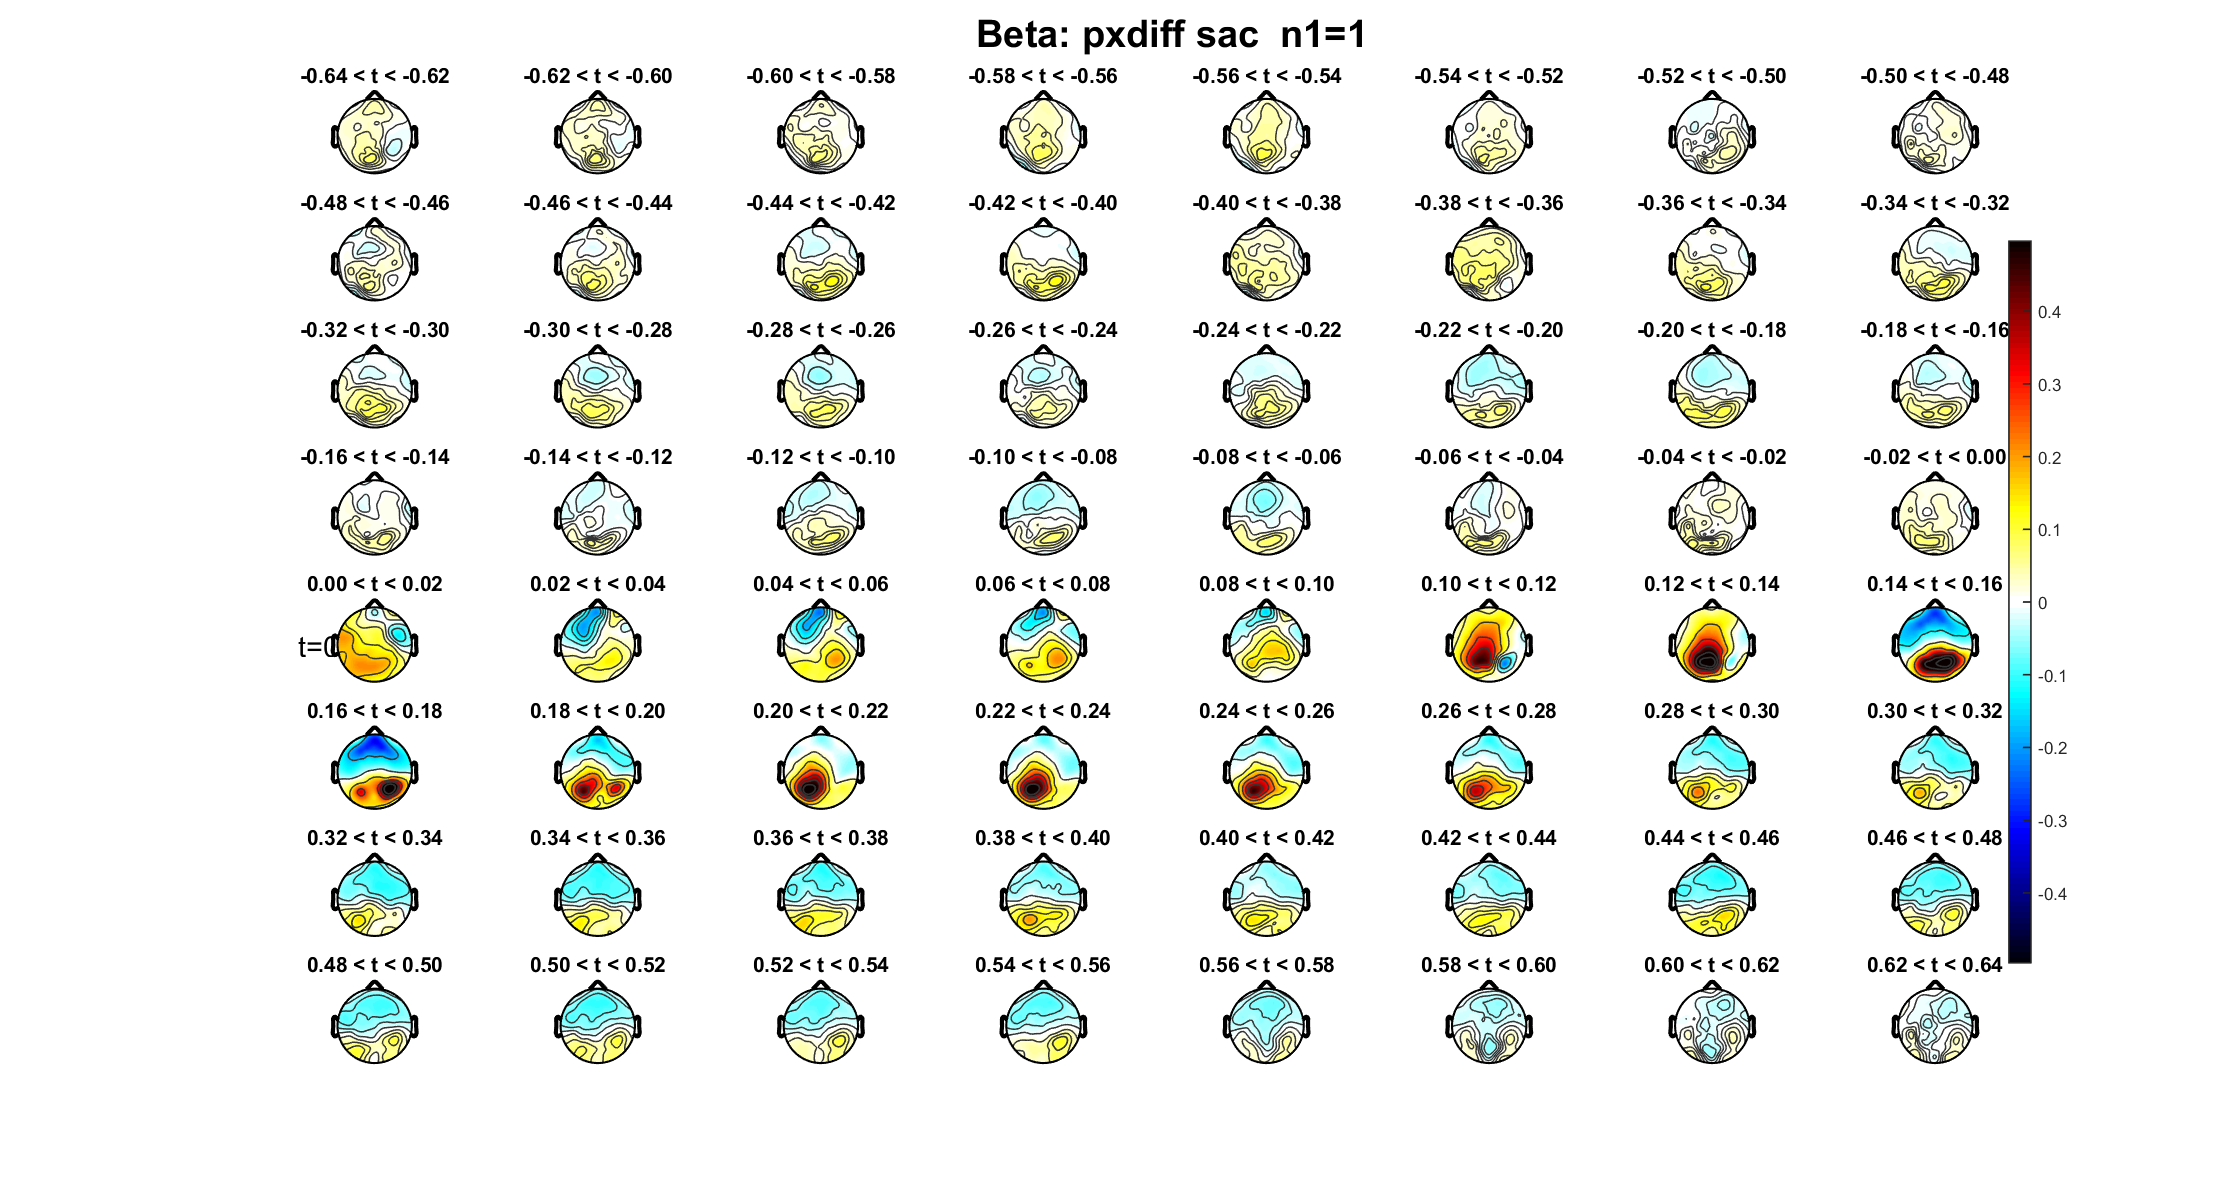 Beta: pxdiff sac  n1=1
-0.64 < t < -0.62
-0.62 < t < -0.60
-0.60 < t < -0.58
-0.58 < t < -0.56
-0.56 < t < -0.54
-0.54 < t < -0.52
-0.52 < t < -0.50
-0.50 < t < -0.48
-0.48 < t < -0.46
-0.46 < t < -0.44
-0.44 < t < -0.42
-0.42 < t < -0.40
-0.40 < t < -0.38
-0.38 < t < -0.36
-0.36 < t < -0.34
-0.34 < t < -0.32
-0.32 < t < -0.30
-0.30 < t < -0.28
-0.28 < t < -0.26
-0.26 < t < -0.24
-0.24 < t < -0.22
-0.22 < t < -0.20
-0.20 < t < -0.18
-0.18 < t < -0.16
-0.16 < t < -0.14
-0.14 < t < -0.12
-0.12 < t < -0.10
-0.10 < t < -0.08
-0.08 < t < -0.06
-0.06 < t < -0.04
-0.04 < t < -0.02
-0.02 < t < 0.00
0.00 < t < 0.02
0.02 < t < 0.04
0.04 < t < 0.06
0.06 < t < 0.08
0.08 < t < 0.10
0.10 < t < 0.12
0.12 < t < 0.14
0.14 < t < 0.16
t=0
0.16 < t < 0.18
0.18 < t < 0.20
0.20 < t < 0.22
0.22 < t < 0.24
0.24 < t < 0.26
0.26 < t < 0.28
0.28 < t < 0.30
0.30 < t < 0.32
0.32 < t < 0.34
0.34 < t < 0.36
0.36 < t < 0.38
0.38 < t < 0.40
0.40 < t < 0.42
0.42 < t < 0.44
0.44 < t < 0.46
0.46 < t < 0.48
0.48 < t < 0.50
0.50 < t < 0.52
0.52 < t < 0.54
0.54 < t < 0.56
0.56 < t < 0.58
0.58 < t < 0.60
0.60 < t < 0.62
0.62 < t < 0.64
0.4
0.3
0.2
0.1
0
-0.1
-0.2
-0.3
-0.4